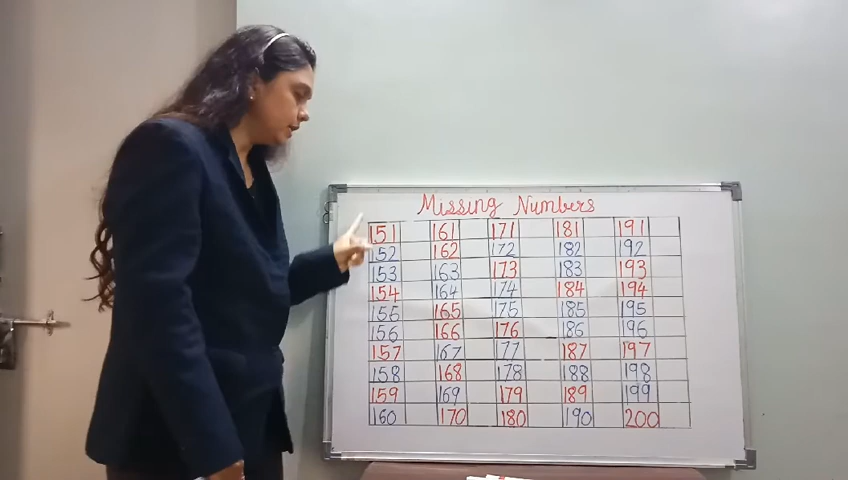 Missing Numbers
151 161 171 181 191
152 162 172 182 192
153 163 173 183 193
154 164 174 184 194
155 165 175 185 195
156 166 176 186 196
157 167 177 187 197
158 168 178 188 198
159 169 179 189 199
160 170 180 190 200